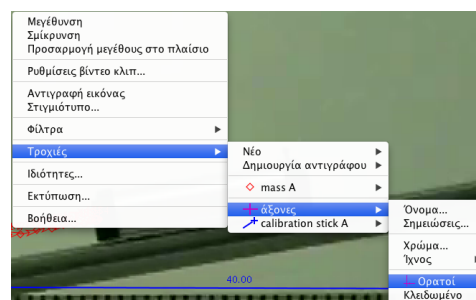 Μεγέθυνση
Σμίκρυνση
Προσαρμογή μεγέθους στο πλαίσιο
Ρυθμίσεις βίντεο κλιπ...
Αντιγραφή εικόνας
Στιγμιότυπο...
Φίλτρα
Τροχιές
Ιδιότητες...
Εκτύπωση...
Βοήθεια...
Νέο
Δημιουργία αντιγράφου
mass A
άξονες
calibration stick A
Όνομα...
Σημειώσεις...
Χρώμα...
Ίχνος
Ορατοί
Κλειδωμένο
40.00